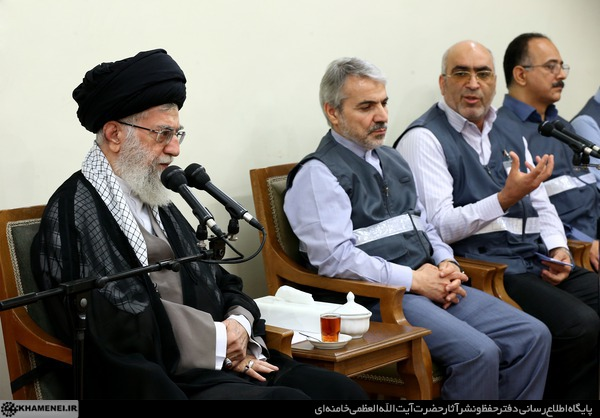 KHAMENEI.IR
پایگاه اطلاع رسانی دفتر حفظ و نشر آثار حضرت آیت الله العظمی خامنه‌ای